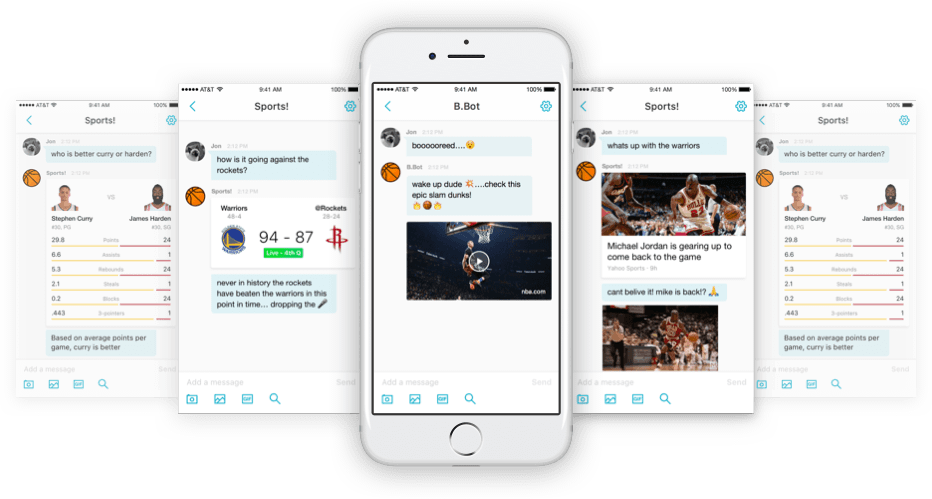 AT&T 9:41 AM 100%
Sports!
Jon 2:13 PM
who is better curry or harden?
Sports! 2:13 PM
VS
Stephen Curry James Harden
#30, PG #30, SG
29.8 Points 24
6.6 Assists 1
5.3 Rebounds 24
2.1 Steals 1
0.2 Blocks 24
.443 3-pointers 1
Based on average points per
game, curry is better
Add a message Send
GIF
AT&T 9:41 AM 100%
Sports!
Jon 2:13 PM
how is it going against the
rockets?
Sports! 2:13 PM
Warriors @Rockets
48-4 28-24
94 - 87
Live - 4th Q
never in history the rockets
have beaten the warriors in this
point in time... dropping the 🎤
Add a message Send
GIF
AT&T 9:41 AM 100%
B.Bot
Jon 2:13 PM
boooooreed....😮
B.Bot 2:13 PM
wake up dude 💥....check this
epic slam dunks!
👏🏀👏
nba.com
Add a message Send
GIF
AT&T 9:41 AM 100%
Sports!
Jon 2:13 PM
whats up with the warriors
Sports! 2:13 PM
BULLS
23
Michael Jordan is gearing up to
come back to the game
Yahoo Sports - 9h
cant belive it! mike is back!? 🙏
Add a message Send
GIF
AT&T 9:41 AM 100%
Sports!
Jon 2:13 PM
who is better curry or harden?
Sports! 2:13 PM
VS
Stephen Curry James Harden
#30, PG #30, SG
29.8 Points 24
6.6 Assists 1
5.3 Rebounds 24
2.1 Steals 1
0.2 Blocks 24
.443 3-pointers 1
Based on average points per
game, curry is better
Add a message Send
GIF